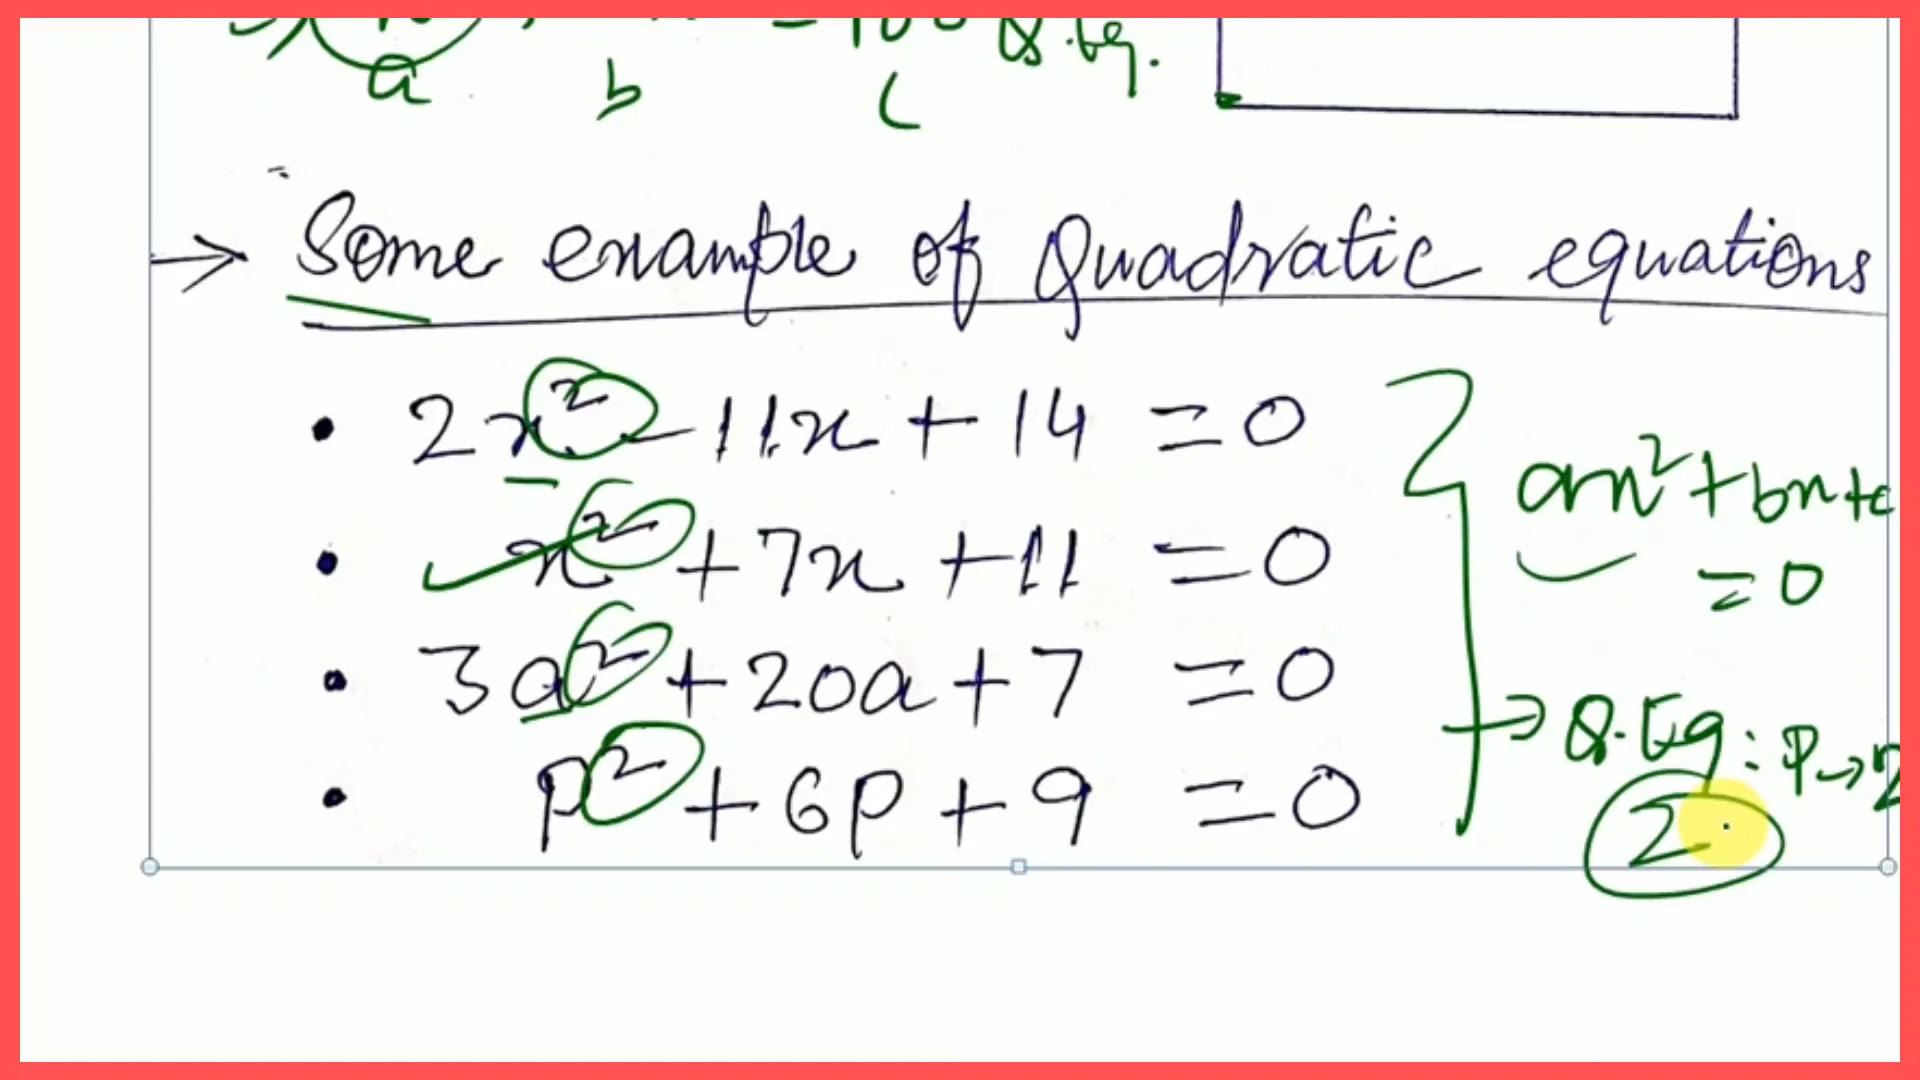 = 100 Q.Eq.
a b c
→ Some example of Quadratic equations
• 2x² - 11x + 14 = 0
• x² + 7x + 11 = 0
• 3a² + 20a + 7 = 0
• p² + 6p + 9 = 0
ax² + bx + c
= 0
→ Q.Eq: P → 2
2